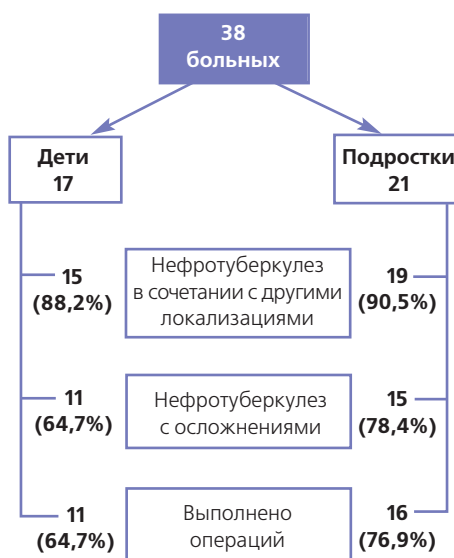 38
больных
Дети
17
Подростки
21
15
(88,2%)
Нефротуберкулез
в сочетании с другими
локализациями
19
(90,5%)
11
(64,7%)
Нефротуберкулез
с осложнениями
15
(78,4%)
11
(64,7%)
Выполнено
операций
16
(76,9%)